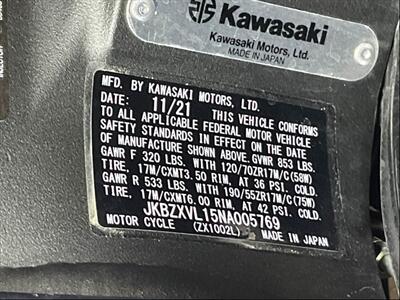 Kawasaki
Kawasaki Motors, Ltd.
MADE IN JAPAN
MFD. BY KAWASAKI MOTORS, LTD.
DATE: 11/21 THIS VEHICLE CONFORMS
TO ALL APPLICABLE FEDERAL MOTOR VEHICLE
SAFETY STANDARDS IN EFFECT ON THE DATE
OF MANUFACTURE SHOWN ABOVE. GVWR 853 LBS.
GAWR F 320 LBS. WITH 120/70ZR17M/C(58W)
TIRE, 17M/CXMT3.50 RIM, AT 36 PSI. COLD
GAWR R 533 LBS. WITH 190/55ZR17M/C(75W)
TIRE, 17M/CXMT6.00 RIM, AT 42 PSI. COLD
JKBZXVL15NA005769
MOTOR CYCLE (ZX1002L) MADE IN JAPAN